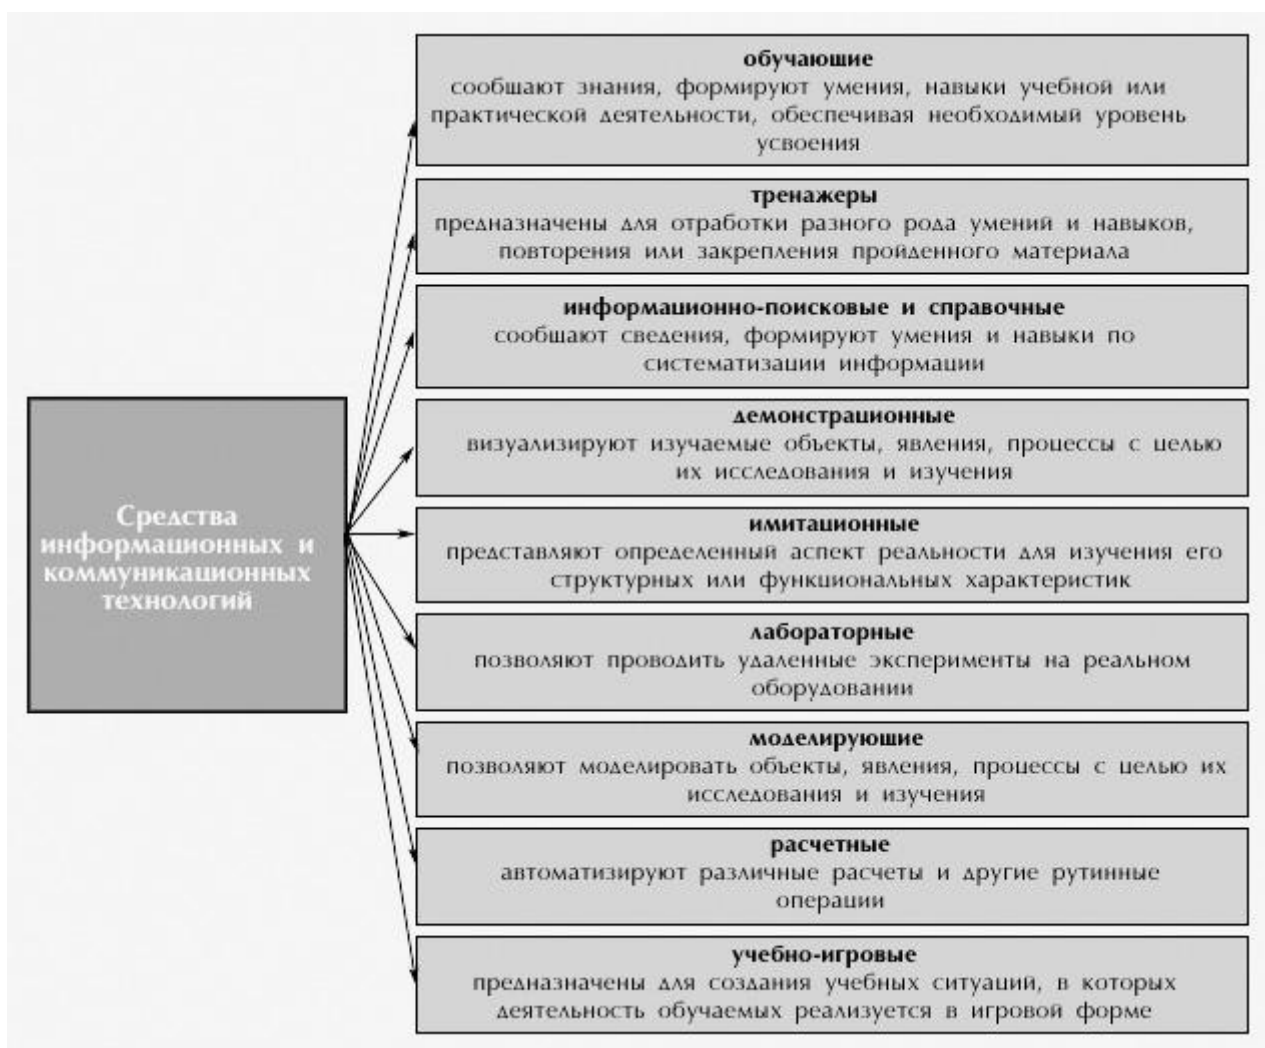 Средства
информационных и
коммуникационных
технологий
обучающие
сообщают знания, формируют умения, навыки учебной или
практической деятельности, обеспечивая необходимый уровень
усвоения
тренажеры
предназначены для отработки разного рода умений и навыков,
повторения или закрепления пройденного материала
информационно-поисковые и справочные
сообщают сведения, формируют умения и навыки по
систематизации информации
демонстрационные
визуализируют изучаемые объекты, явления, процессы с целью
их исследования и изучения
имитационные
представляют определенный аспект реальности для изучения его
структурных или функциональных характеристик
лабораторные
позволяют проводить удаленные эксперименты на реальном
оборудовании
моделирующие
позволяют моделировать объекты, явления, процессы с целью их
исследования и изучения
расчетные
автоматизируют различные расчеты и другие рутинные
операции
учебно-игровые
предназначены для создания учебных ситуаций, в которых
деятельность обучаемых реализуется в игровой форме